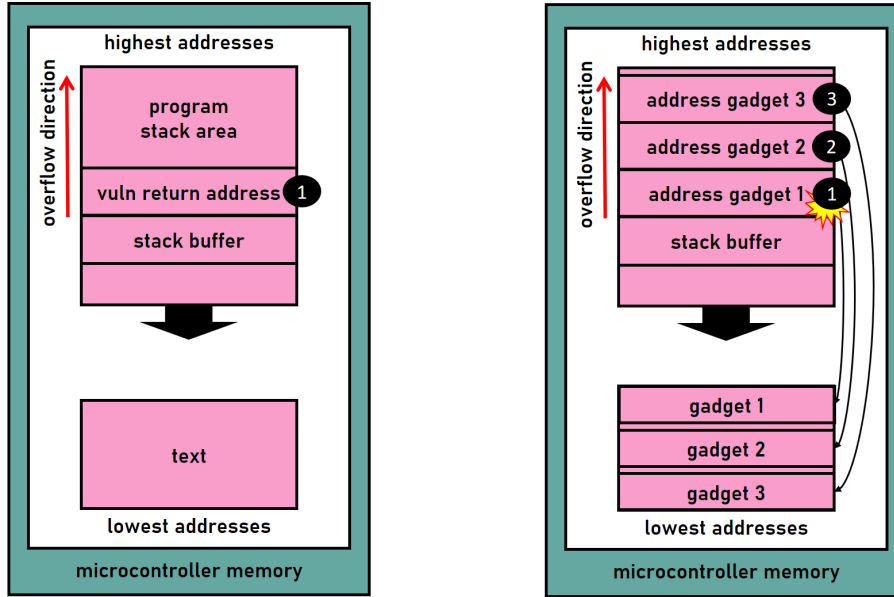 highest addresses
overflow direction
program
stack area
vuln return address
1
stack buffer
text
lowest addresses
microcontroller memory
highest addresses
overflow direction
address gadget 3
3
address gadget 2
2
address gadget 1
1
stack buffer
gadget 1
gadget 2
gadget 3
lowest addresses
microcontroller memory